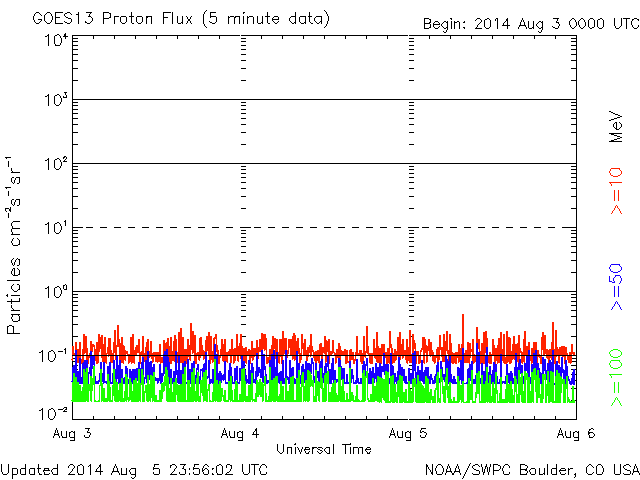 GOES13 Proton Flux (5 minute data)
Begin: 2014 Aug 3 0000 UTC
Particles cm⁻²s⁻¹sr⁻¹
10⁴
10³
10²
10¹
10⁰
10⁻¹
10⁻²
Aug 3
Aug 4
Aug 5
Aug 6
Universal Time
MeV
>=10
>=50
>=100
Updated 2014 Aug 5 23:56:02 UTC
NOAA/SWPC Boulder, CO USA